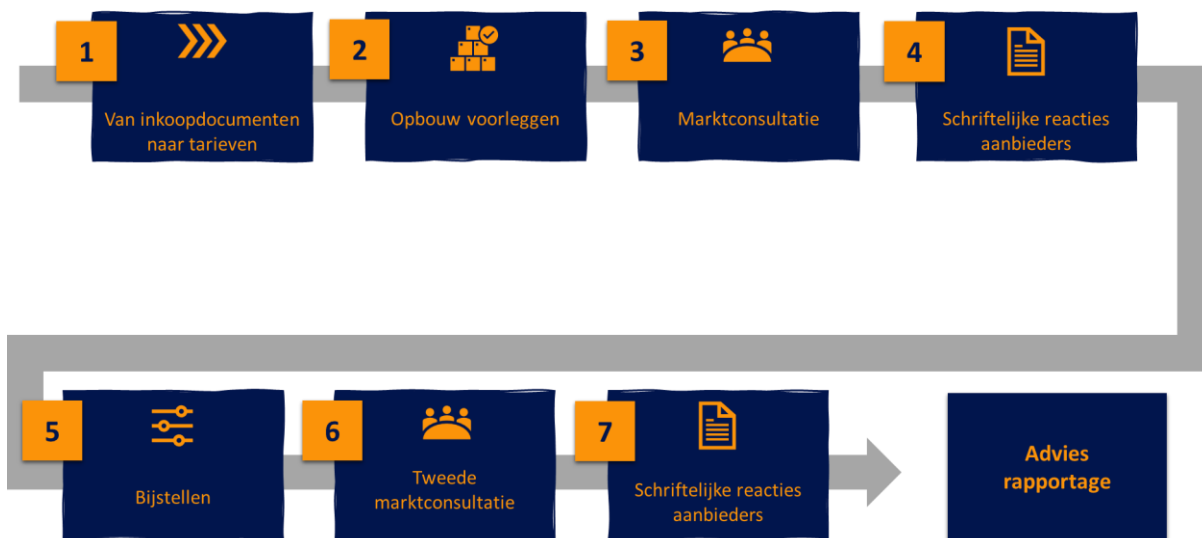 1
Van inkoopdocumenten
naar tarieven
2
Opbouw voorleggen
3
Marktconsultatie
4
Schriftelijke reacties
aanbieders
5
Bijstellen
6
Tweede
marktconsultatie
7
Schriftelijke reacties
aanbieders
Advies
rapportage